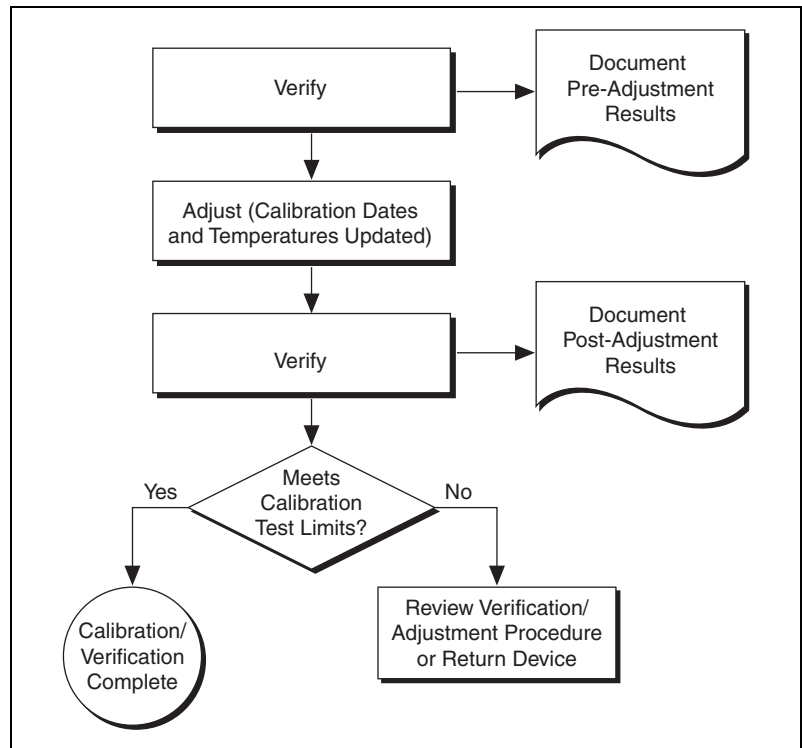 Verify
Document
Pre-Adjustment
Results
Adjust (Calibration Dates
and Temperatures Updated)
Verify
Document
Post-Adjustment
Results
Meets
Calibration
Test Limits?
Yes
No
Calibration/
Verification
Complete
Review Verification/
Adjustment Procedure
or Return Device